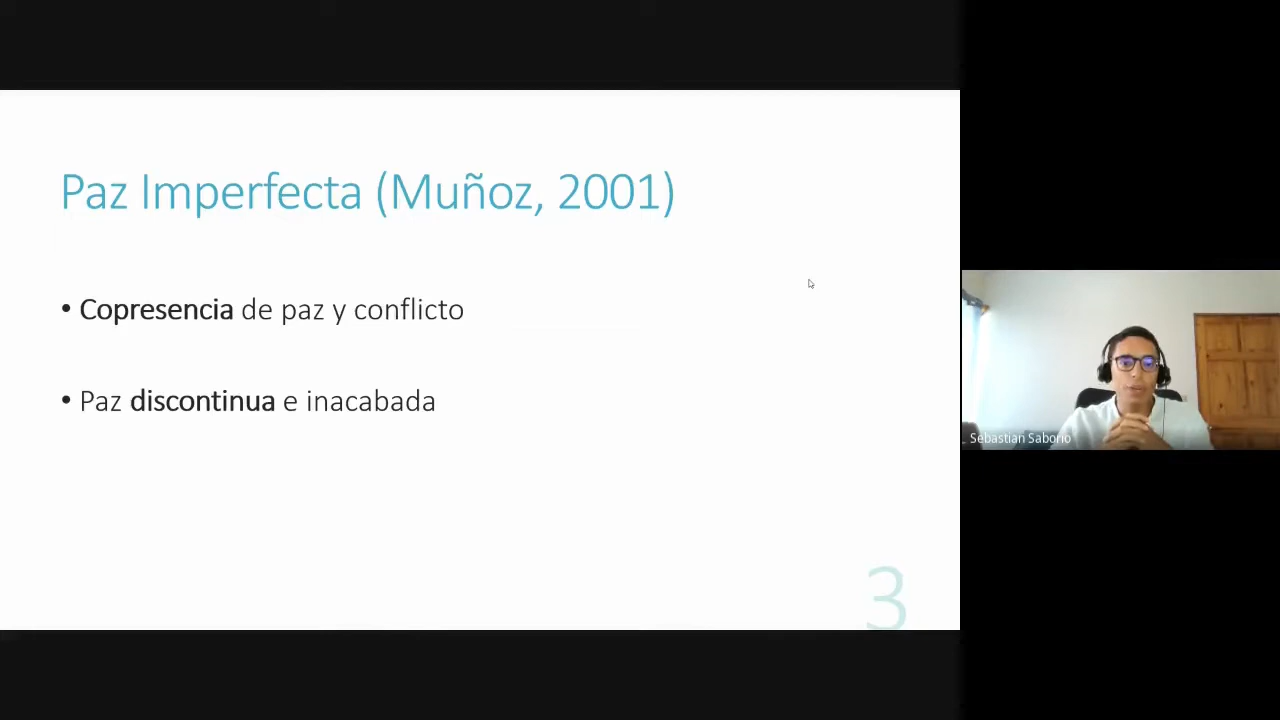 Paz Imperfecta (Muñoz, 2001)
• Copresencia de paz y conflicto
• Paz discontinua e inacabada
3
Sebastian Saborio